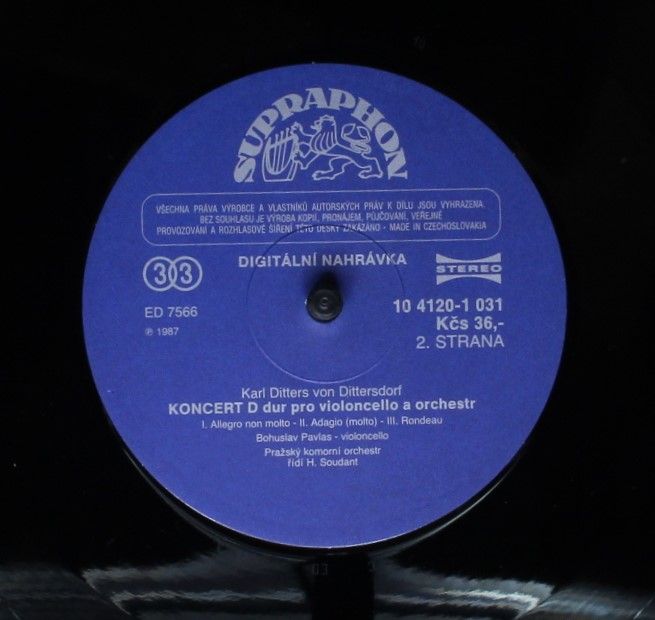 SUPRAPHON
VŠECHNA PRÁVA VÝROBCE A VLASTNÍKŮ AUTORSKÝCH PRÁV K DÍLU JSOU VYHRAZENA.
BEZ SOUHLASU JE VÝROBA KOPIÍ, PRONÁJEM, PŮJČOVÁNÍ, VEŘEJNÉ
PROVOZOVÁNÍ A ROZHLASOVÉ ŠÍŘENÍ TÉTO DESKY ZAKÁZÁNO - MADE IN CZECHOSLOVAKIA
33
DIGITÁLNÍ NAHRÁVKA
STEREO
ED 7566
℗ 1987
10 4120-1 031
Kčs 36,-
2. STRANA
Karl Ditters von Dittersdorf
KONCERT D dur pro violoncello a orchestr
I. Allegro non molto - II. Adagio (molto) - III. Rondeau
Bohuslav Pavlas - violoncello
Pražský komorní orchestr
řídí H. Soudant